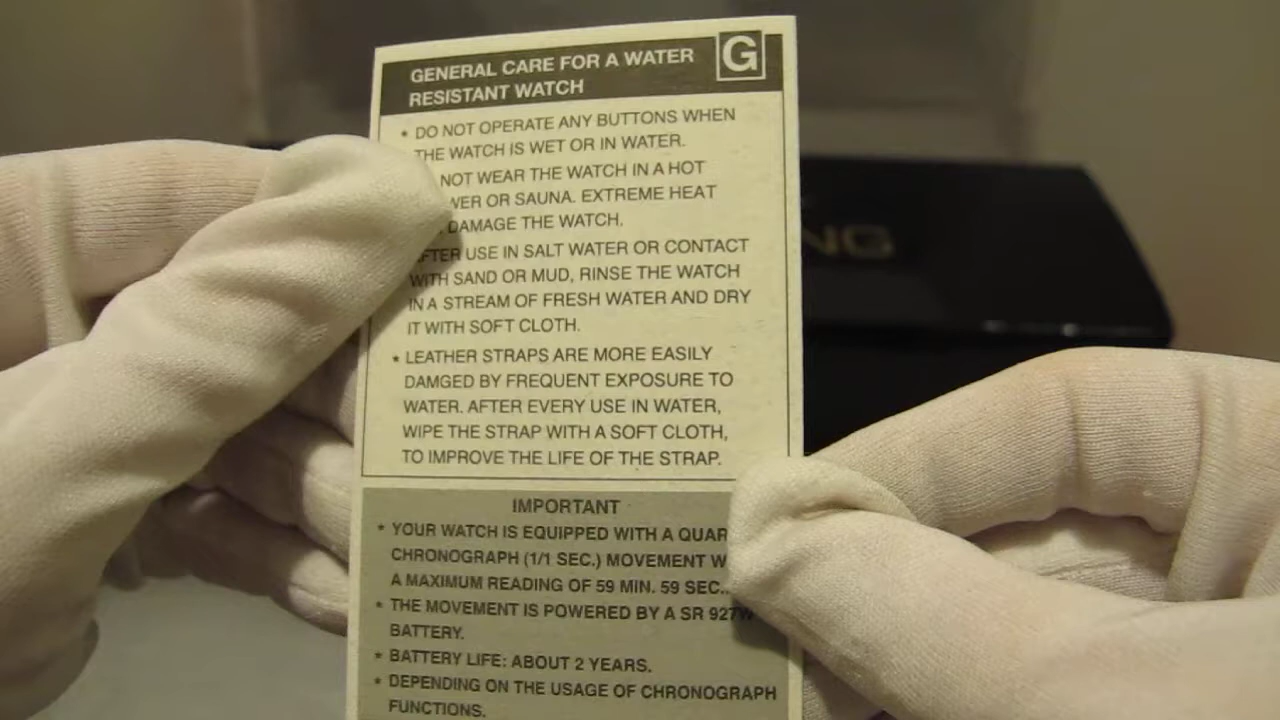 GENERAL CARE FOR A WATER
RESISTANT WATCH
G
* DO NOT OPERATE ANY BUTTONS WHEN
THE WATCH IS WET OR IN WATER.
NOT WEAR THE WATCH IN A HOT
WER OR SAUNA. EXTREME HEAT
DAMAGE THE WATCH.
AFTER USE IN SALT WATER OR CONTACT
WITH SAND OR MUD, RINSE THE WATCH
IN A STREAM OF FRESH WATER AND DRY
IT WITH SOFT CLOTH.
* LEATHER STRAPS ARE MORE EASILY
DAMGED BY FREQUENT EXPOSURE TO
WATER. AFTER EVERY USE IN WATER,
WIPE THE STRAP WITH A SOFT CLOTH,
TO IMPROVE THE LIFE OF THE STRAP.
IMPORTANT
* YOUR WATCH IS EQUIPPED WITH A QUAR
CHRONOGRAPH (1/1 SEC.) MOVEMENT W
A MAXIMUM READING OF 59 MIN. 59 SEC..
* THE MOVEMENT IS POWERED BY A SR 927W
BATTERY.
* BATTERY LIFE: ABOUT 2 YEARS.
* DEPENDING ON THE USAGE OF CHRONOGRAPH
FUNCTIONS.
NG